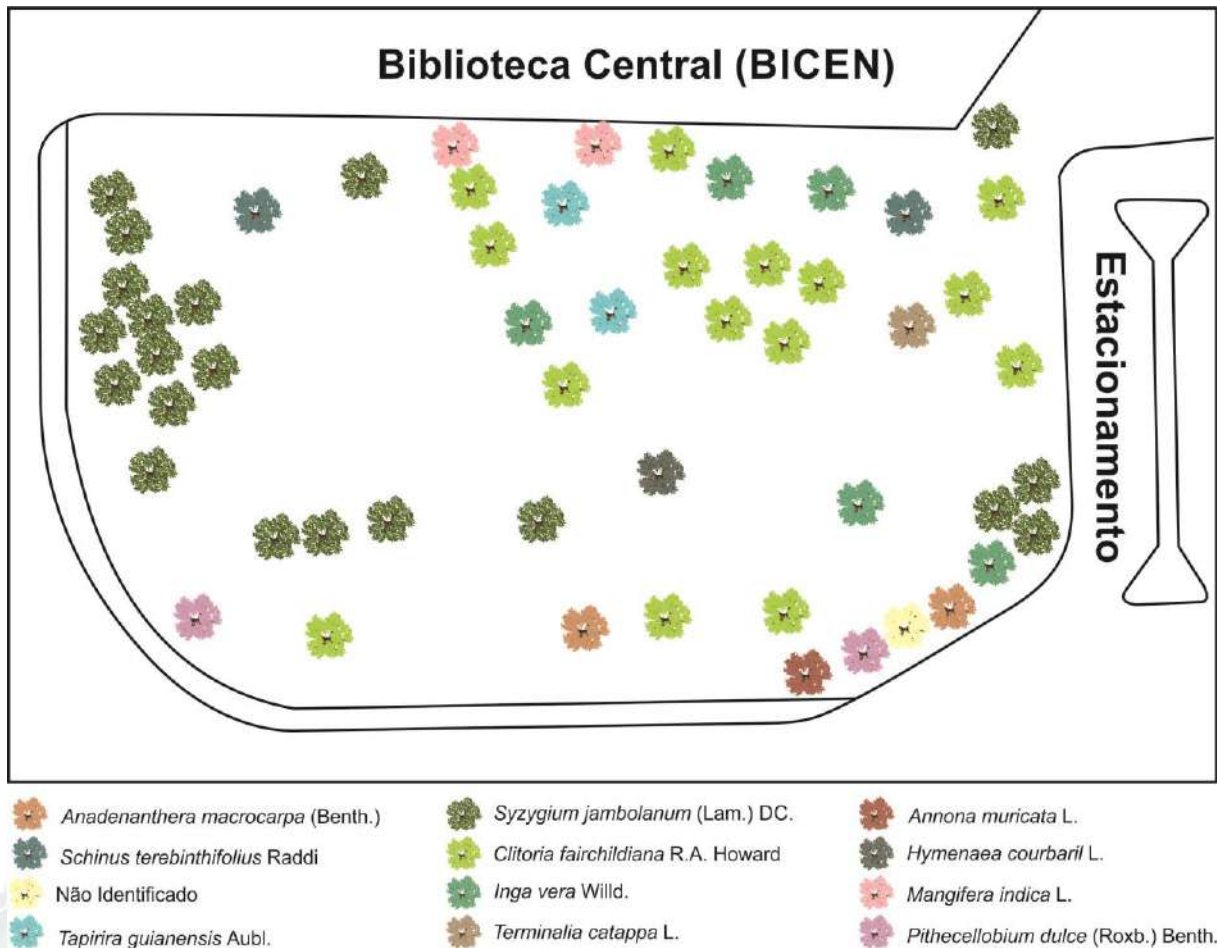 Biblioteca Central (BICEN)
Estacionamento
Anadenanthera macrocarpa (Benth.)
Schinus terebinthifolius Raddi
Não Identificado
Tapirira guianensis Aubl.
Syzygium jambolanum (Lam.) DC.
Clitoria fairchildiana R.A. Howard
Inga vera Willd.
Terminalia catappa L.
Annona muricata L.
Hymenaea courbaril L.
Mangifera indica L.
Pithecellobium dulce (Roxb.) Benth.